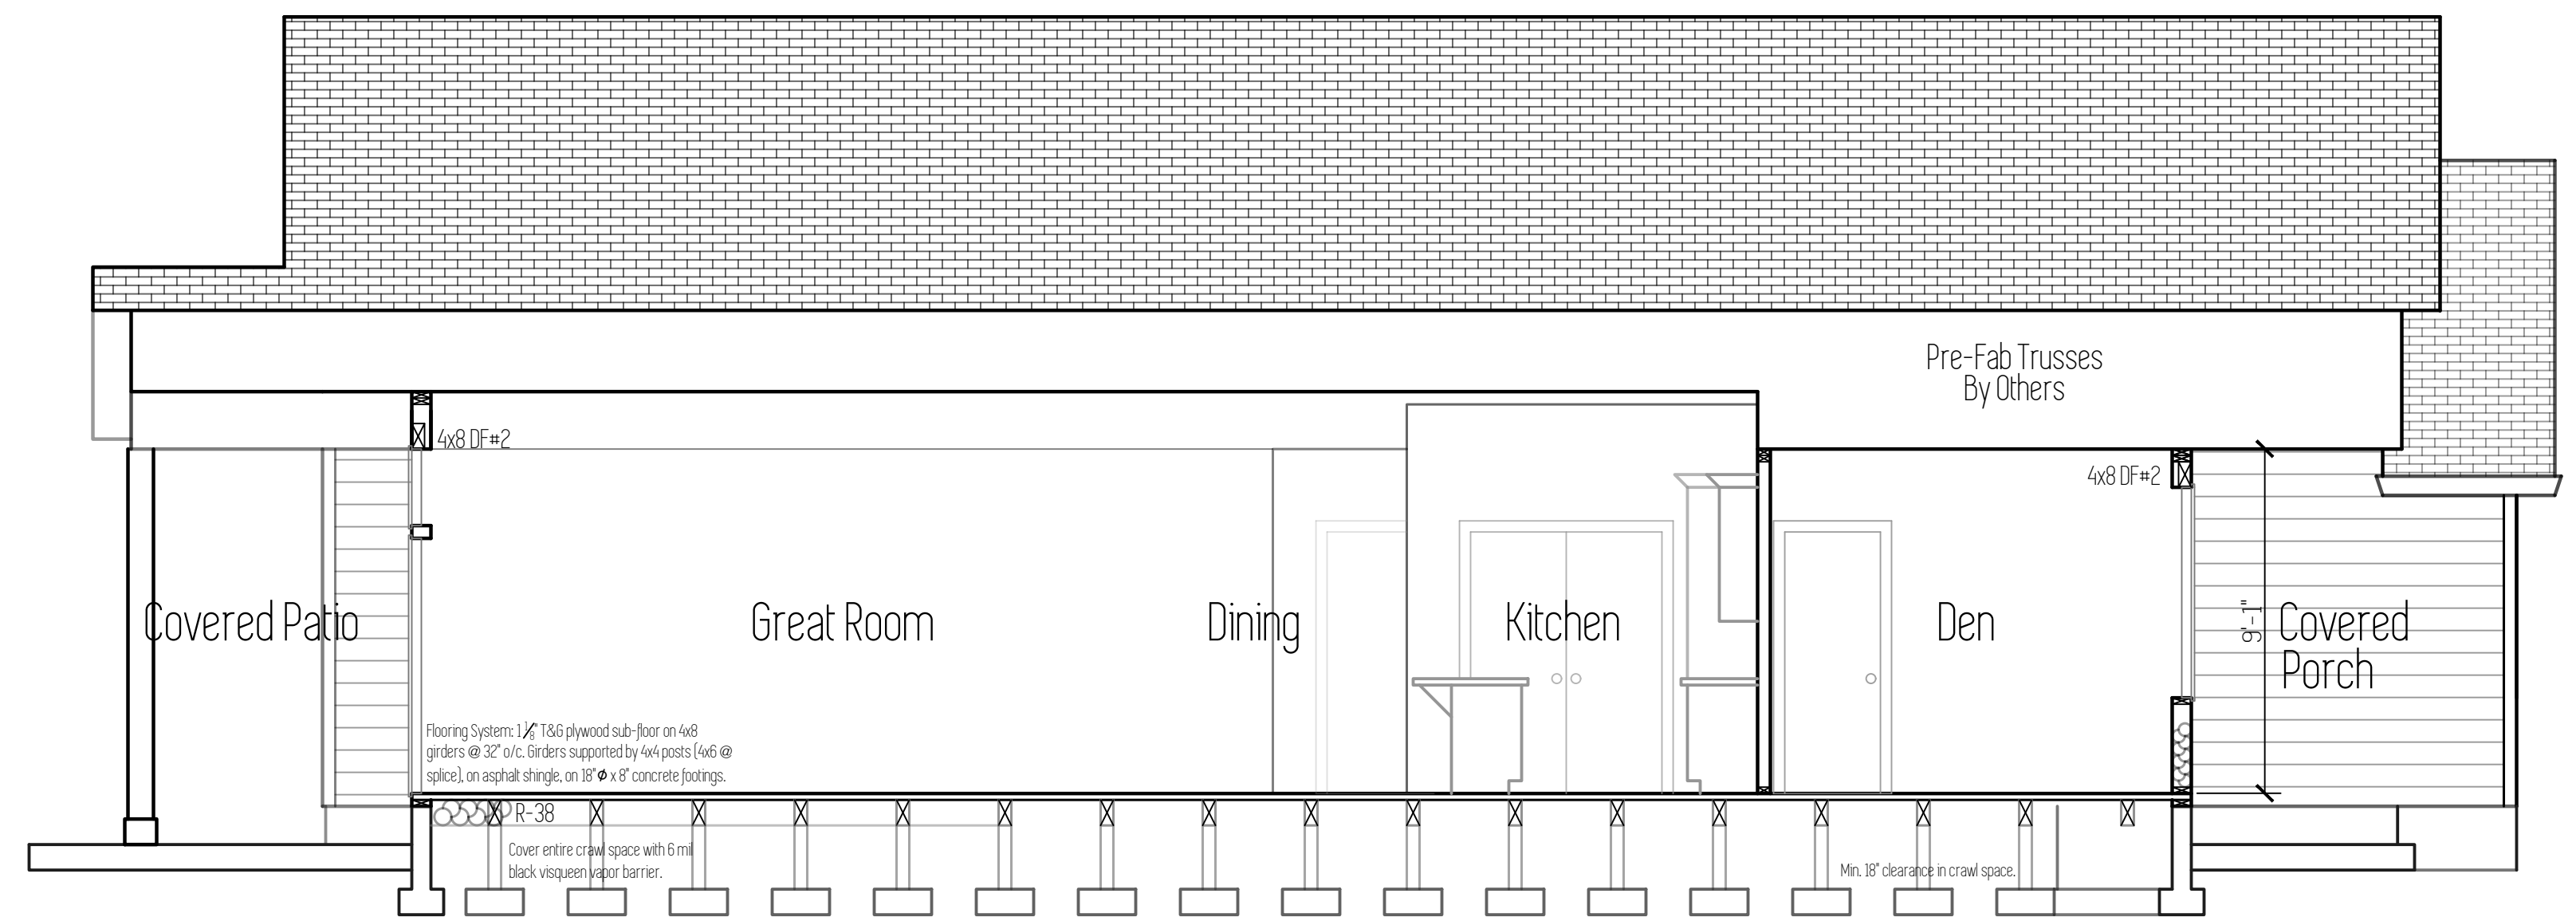 Pre-Fab Trusses
By Others
4x8 DF#2
4x8 DF#2
Covered Patio
Great Room
Dining
Kitchen
Den
9'-1"
Covered
Porch
Flooring System: 1 1/8" T&G plywood sub-floor on 4x8
girders @ 32" o/c. Girders supported by 4x4 posts (4x6 @
splice), on asphalt shingle, on 18"Ø x 8" concrete footings.
R-38
Cover entire crawl space with 6 mil
black visqueen vapor barrier.
Min. 18" clearance in crawl space.